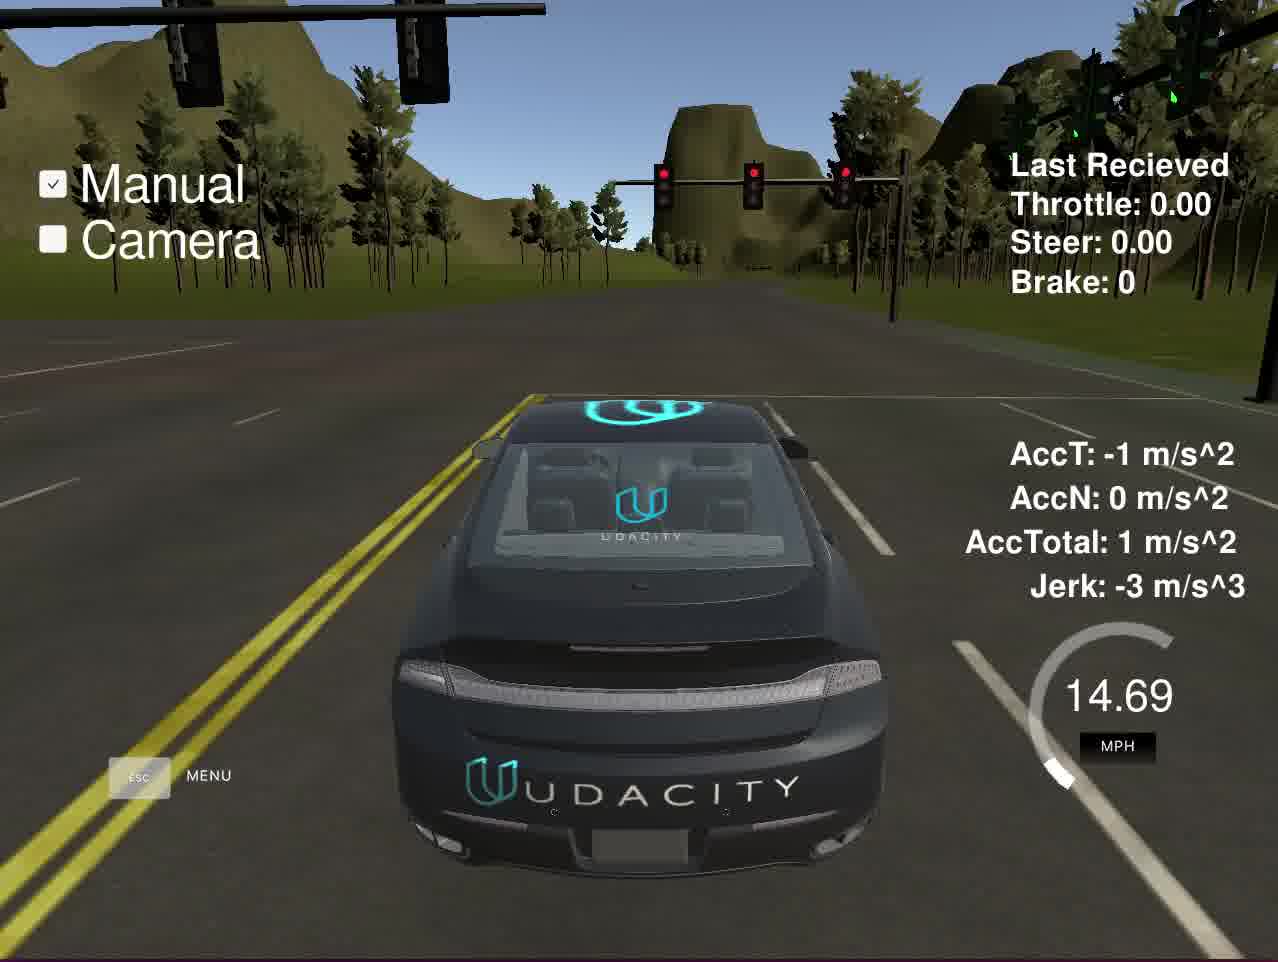 Manual
Camera
Last Recieved
Throttle: 0.00
Steer: 0.00
Brake: 0
AccT: -1 m/s^2
AccN: 0 m/s^2
AccTotal: 1 m/s^2
Jerk: -3 m/s^3
14.69
MPH
UDACITY
UDACITY
ESC MENU